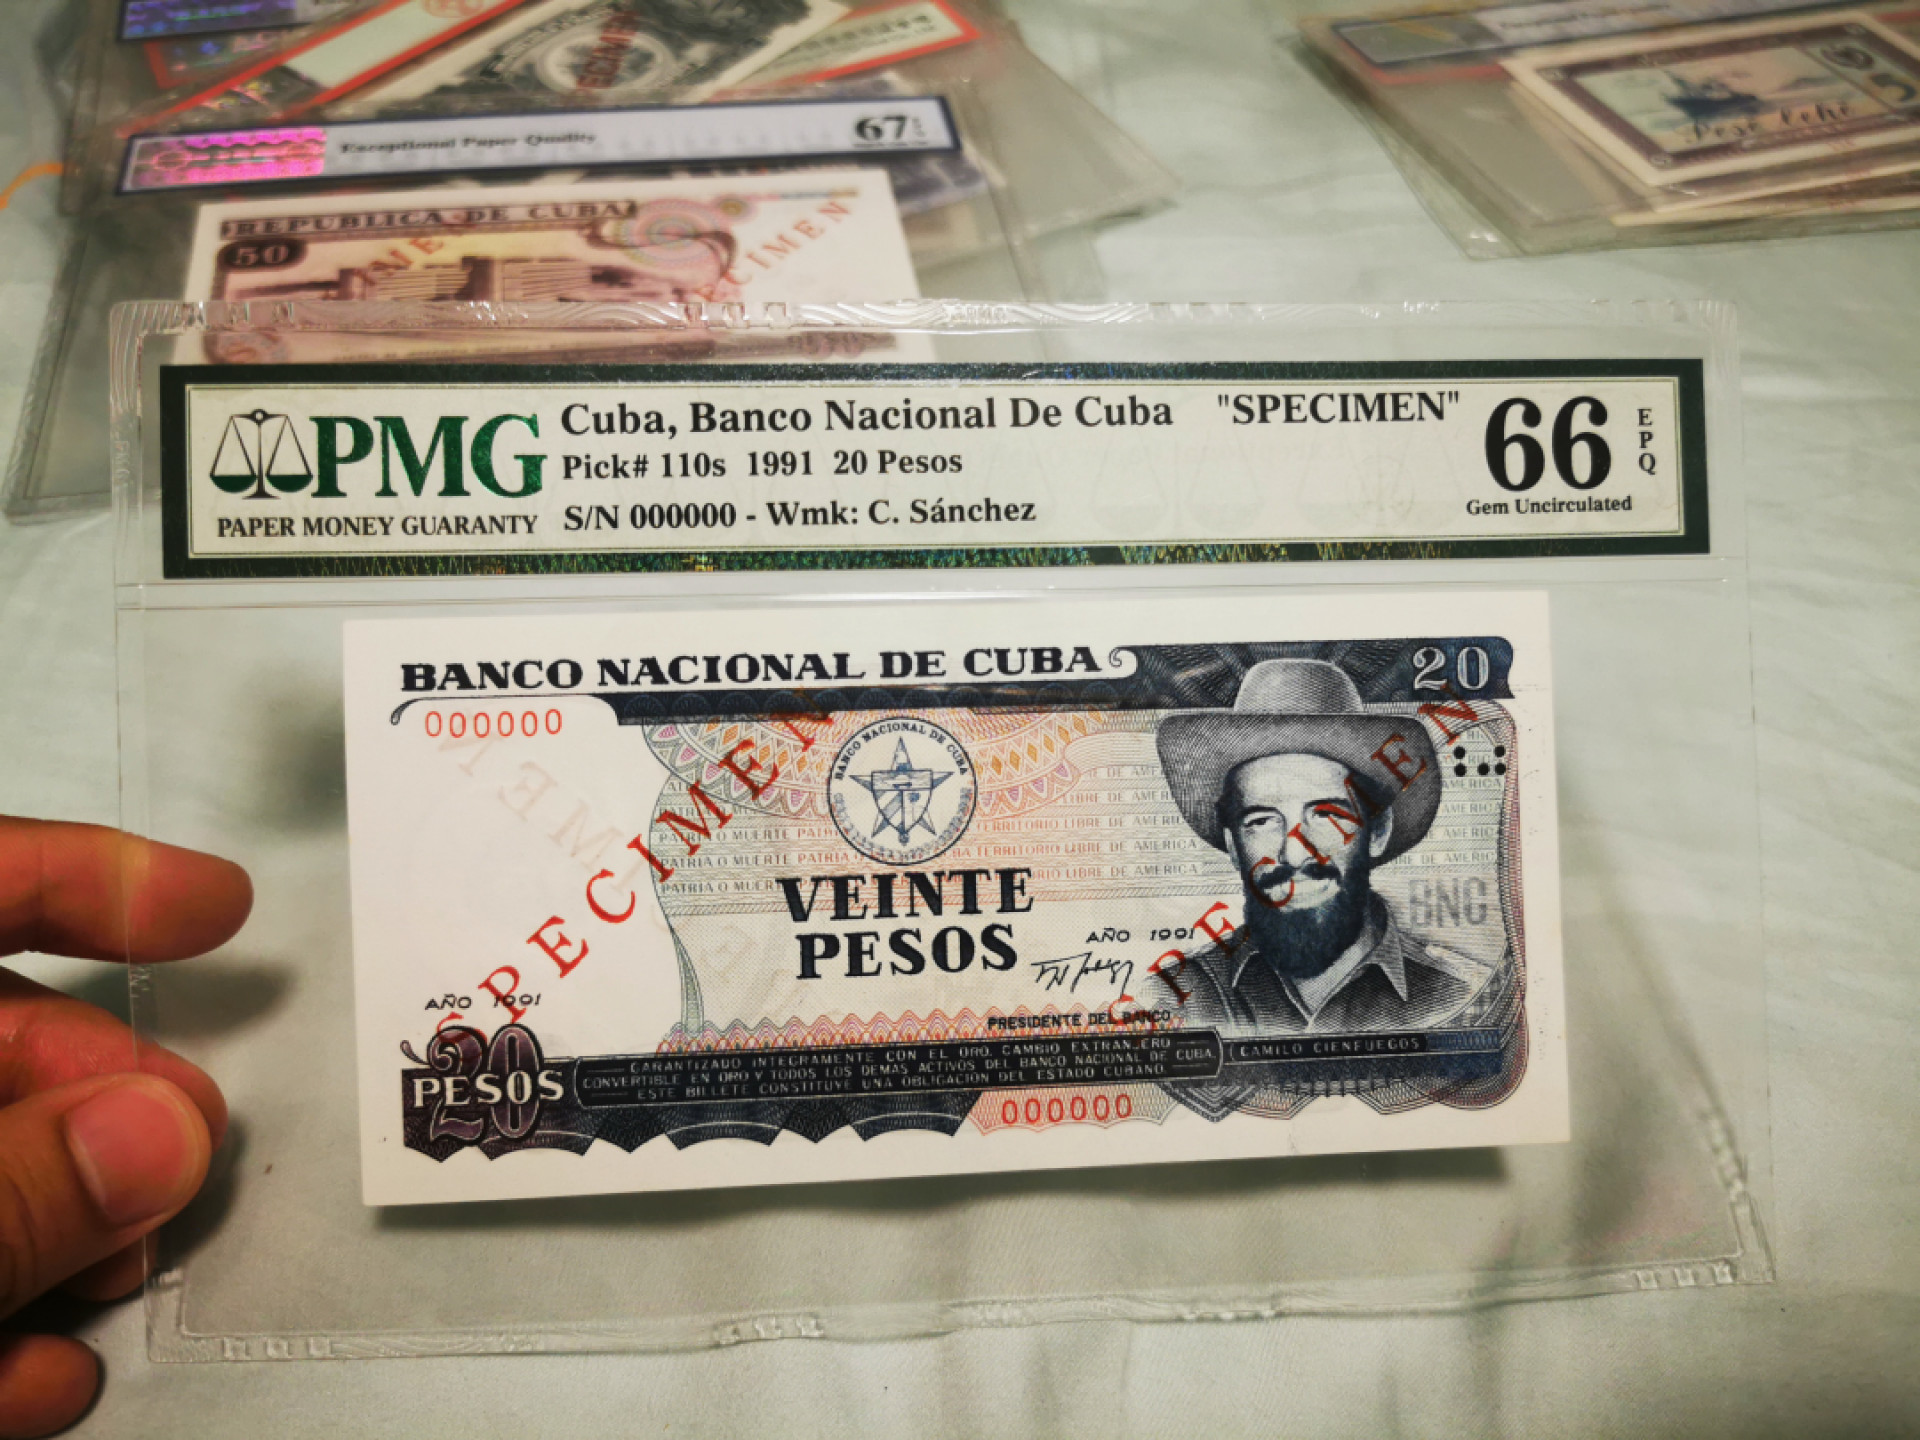 Exceptional Paper Quality
67
REPUBLICA DE CUBA
50
SPECIMEN
5
PMG
PAPER MONEY GUARANTY
Cuba, Banco Nacional De Cuba "SPECIMEN"
Pick# 110s 1991 20 Pesos
S/N 000000 - Wmk: C. Sánchez
66
EPQ
Gem Uncirculated
BANCO NACIONAL DE CUBA
20
000000
SPECIMEN
SPECIMEN
BANCO NACIONAL DE CUBA
PATRIA O MUERTE PATRIA
TERRITORIO LIBRE DE AMERICA
VEINTE
PESOS
BNC
AÑO 1991
AÑO 1991
PRESIDENTE DEL BANCO
20
PESOS
GARANTIZADO INTEGRAMENTE CON EL ORO, CAMBIO EXTRANJERO
CONVERTIBLE EN ORO Y TODOS LOS DEMAS ACTIVOS DEL BANCO NACIONAL DE CUBA.
ESTE BILLETE CONSTITUYE UNA OBLIGACION DEL ESTADO CUBANO.
CAMILO CIENFUEGOS
000000